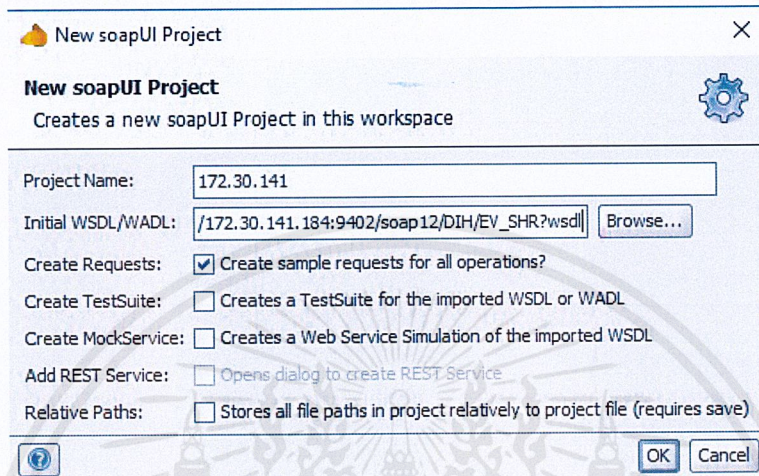 New soapUI Project
New soapUI Project
Creates a new soapUI Project in this workspace
Project Name: 172.30.141
Initial WSDL/WADL: /172.30.141.184:9402/soap12/DIH/EV_SHR?wsdl Browse...
Create Requests: Create sample requests for all operations?
Create TestSuite: Creates a TestSuite for the imported WSDL or WADL
Create MockService: Creates a Web Service Simulation of the imported WSDL
Add REST Service: Opens dialog to create REST Service
Relative Paths: Stores all file paths in project relatively to project file (requires save)
? OK Cancel